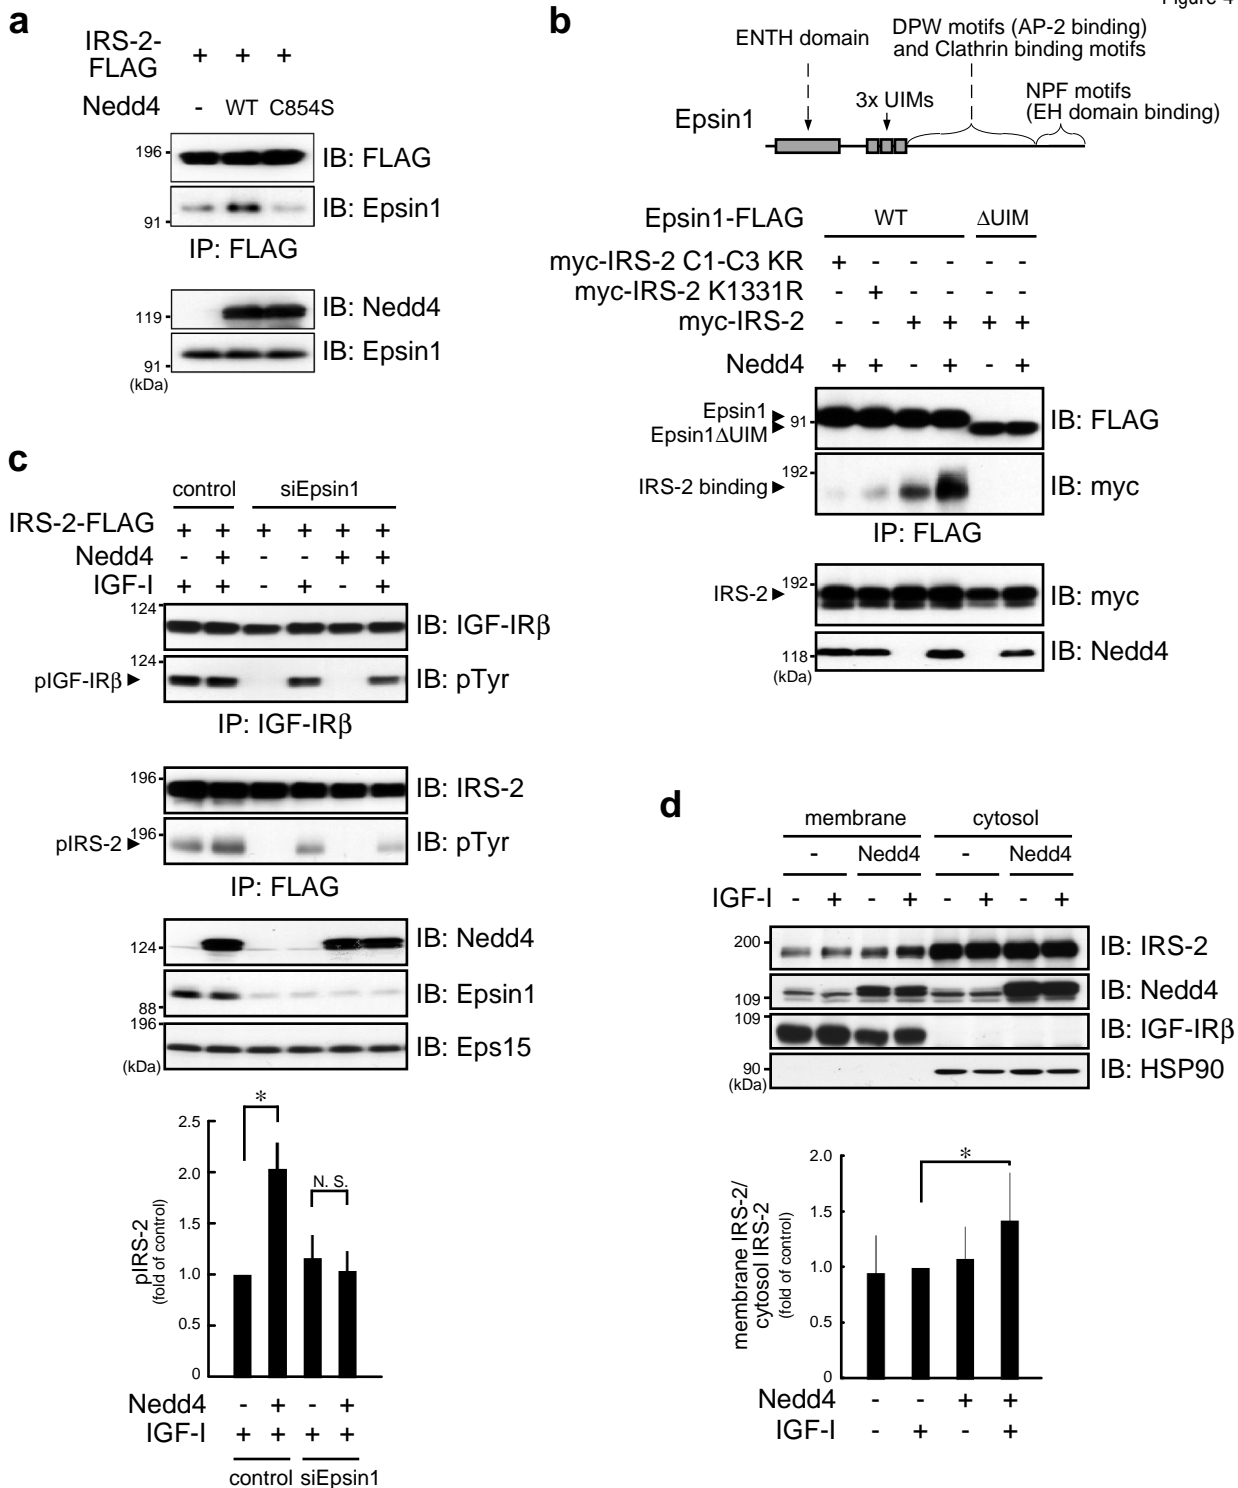 Figure 4
a
IRS-2-
FLAG + + +
Nedd4 - WT C854S
196 IB: FLAG
IB: Epsin1
91
IP: FLAG
IB: Nedd4
119
IB: Epsin1
91
(kDa)
b
ENTH domain
DPW motifs (AP-2 binding)
and Clathrin binding motifs
3x UIMs
NPF motifs
(EH domain binding)
Epsin1
Epsin1-FLAG WT ΔUIM
myc-IRS-2 C1-C3 KR + - - - - -
myc-IRS-2 K1331R - + - - - -
myc-IRS-2 - - + + + +
Nedd4 + + - + - +
Epsin1
Epsin1ΔUIM
91
IB: FLAG
192
IRS-2 binding
IB: myc
IP: FLAG
192
IRS-2
IB: myc
IB: Nedd4
118
(kDa)
c
control siEpsin1
IRS-2-FLAG + + + + + +
Nedd4 - + - - + +
IGF-I + + - + - +
124
IB: IGF-IRβ
124
pIGF-IRβ
IB: pTyr
IP: IGF-IRβ
196
IB: IRS-2
196
pIRS-2
IB: pTyr
IP: FLAG
IB: Nedd4
124
IB: Epsin1
88
196
IB: Eps15
(kDa)
*
N. S.
2.5
2.0
1.5
1.0
0.5
0
pIRS-2
(fold of control)
Nedd4 - + - +
IGF-I + + + +
control siEpsin1
d
membrane cytosol
- Nedd4 - Nedd4
IGF-I - + - + - + - +
200
IB: IRS-2
IB: Nedd4
109
109
IB: IGF-IRβ
90
IB: HSP90
(kDa)
*
2.0
1.5
1.0
0.5
0
membrane IRS-2/
cytosol IRS-2
(fold of control)
Nedd4 - - + +
IGF-I - + - +